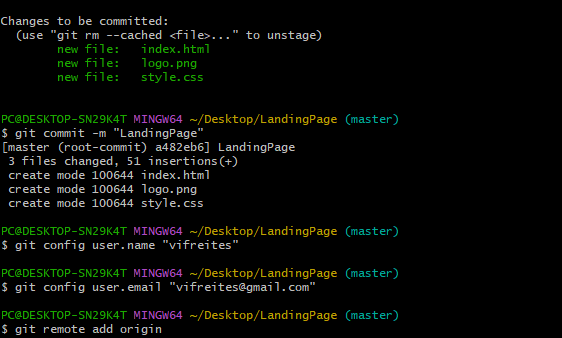 Changes to be committed:
  (use "git rm --cached <file>..." to unstage)
        new file:   index.html
        new file:   logo.png
        new file:   style.css
PC@DESKTOP-SN29K4T MINGW64 ~/Desktop/LandingPage (master)
$ git commit -m "LandingPage"
[master (root-commit) a482eb6] LandingPage
 3 files changed, 51 insertions(+)
 create mode 100644 index.html
 create mode 100644 logo.png
 create mode 100644 style.css
PC@DESKTOP-SN29K4T MINGW64 ~/Desktop/LandingPage (master)
$ git config user.name "vifreites"
PC@DESKTOP-SN29K4T MINGW64 ~/Desktop/LandingPage (master)
$ git config user.email "vifreites@gmail.com"
PC@DESKTOP-SN29K4T MINGW64 ~/Desktop/LandingPage (master)
$ git remote add origin